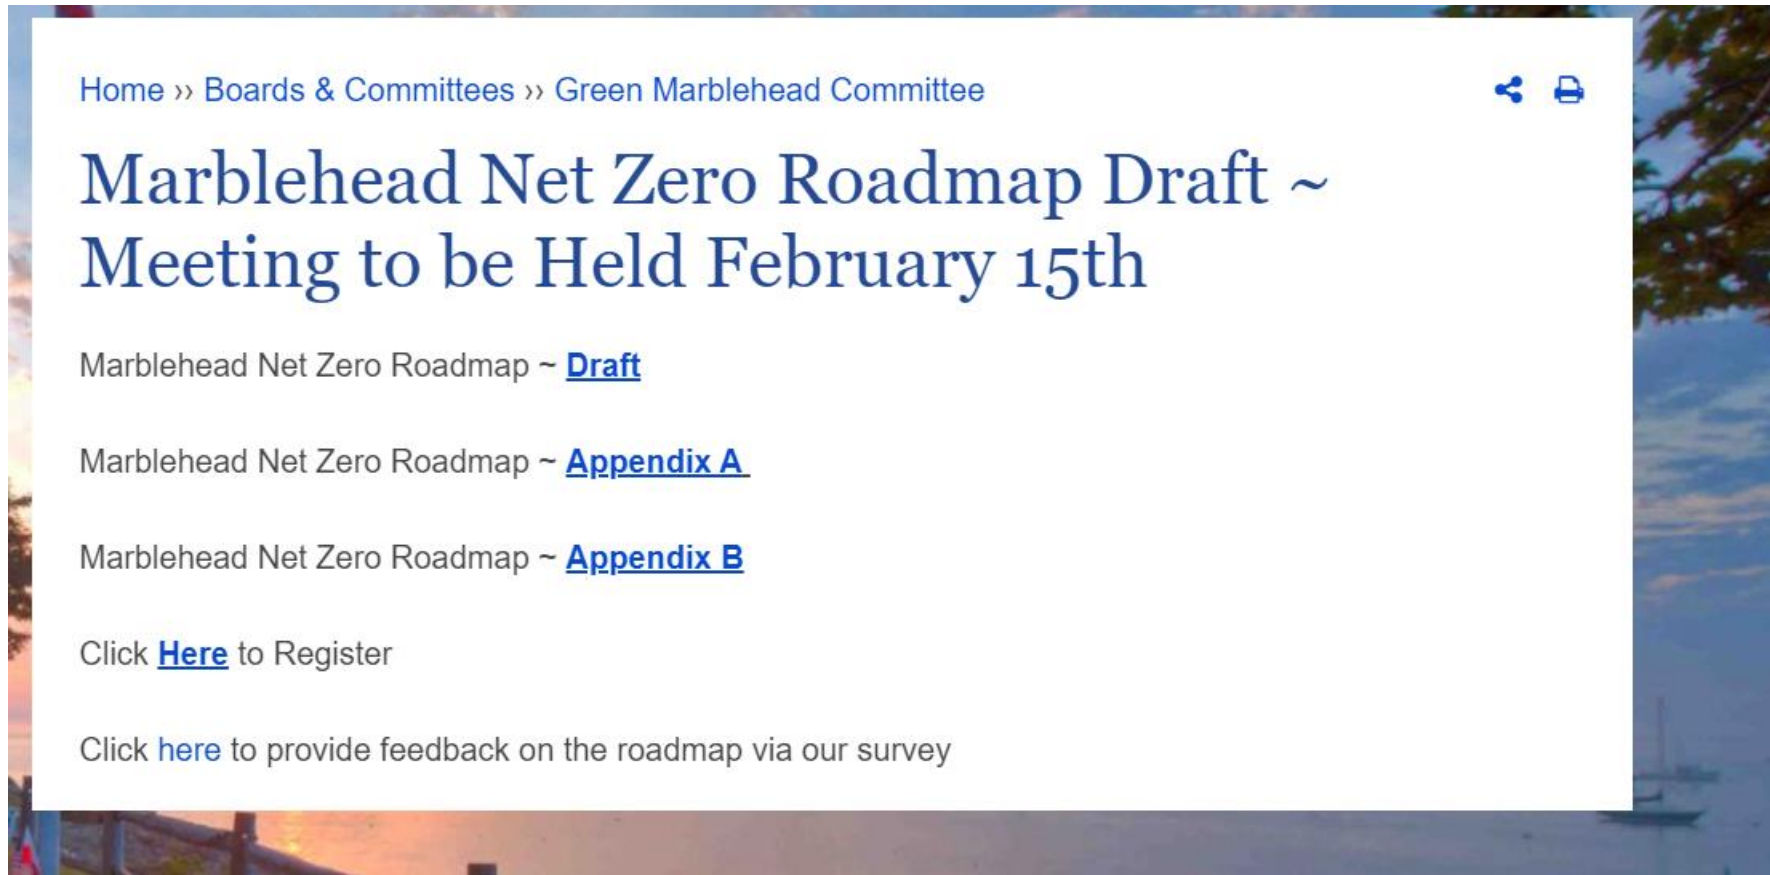 Home ›› Boards & Committees ›› Green Marblehead Committee
Marblehead Net Zero Roadmap Draft ~
Meeting to be Held February 15th
Marblehead Net Zero Roadmap ~ Draft
Marblehead Net Zero Roadmap ~ Appendix A
Marblehead Net Zero Roadmap ~ Appendix B
Click Here to Register
Click here to provide feedback on the roadmap via our survey